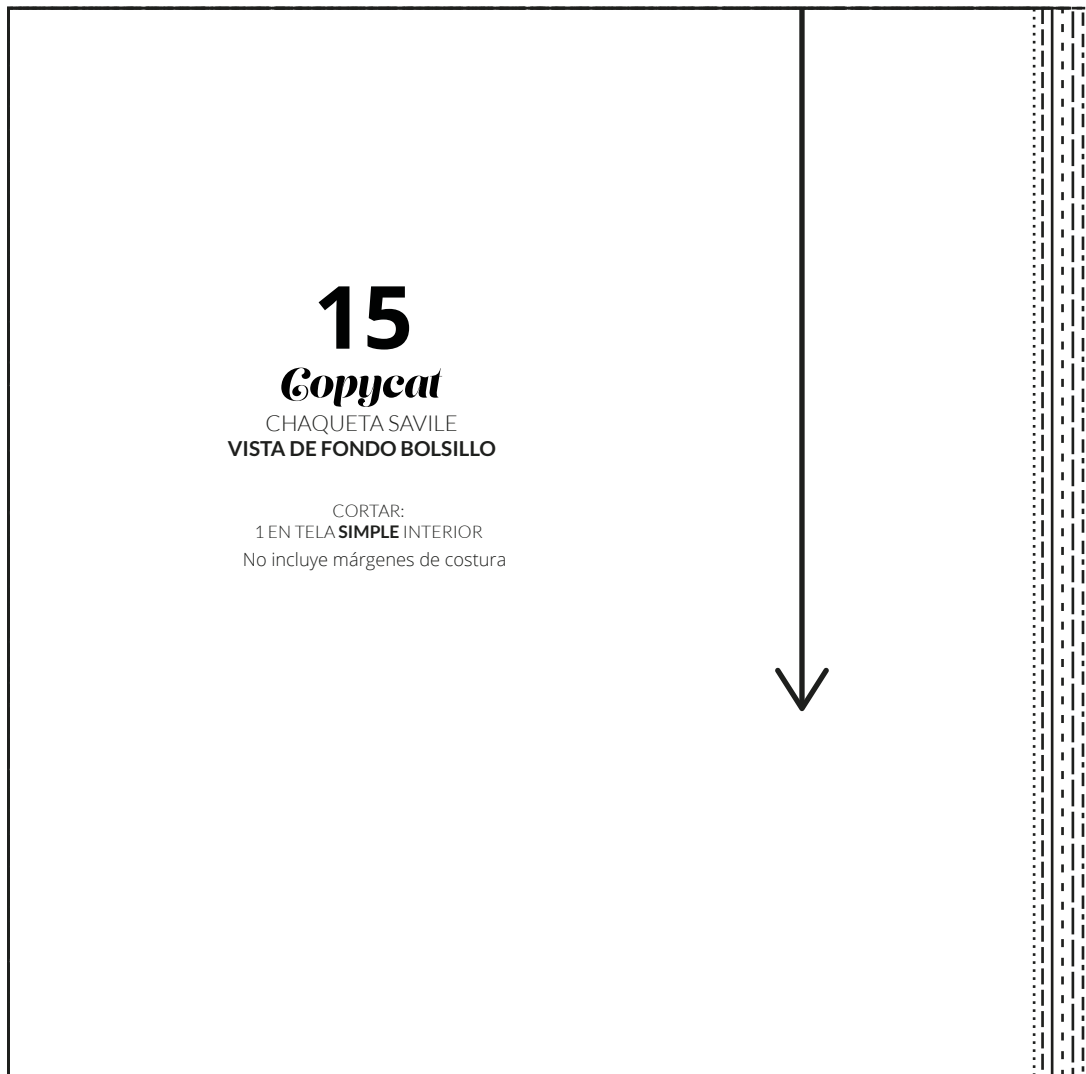 15
Copycat
CHAQUETA SAVILE
VISTA DE FONDO BOLSILLO
CORTAR:
1 EN TELA SIMPLE INTERIOR
No incluye márgenes de costura